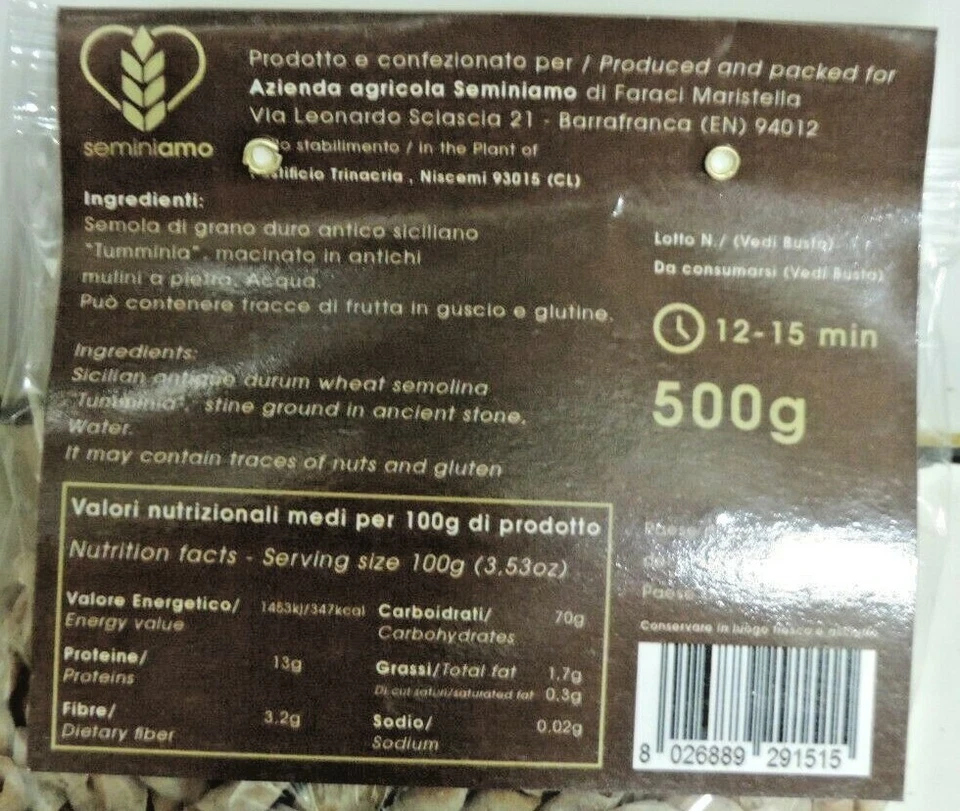 seminiamo
Prodotto e confezionato per / Produced and packed for
Azienda agricola Seminiamo di Faraci Maristella
Via Leonardo Sciascia 21 - Barrafranca (EN) 94012
stabilimento / in the Plant of
Trinacria, Niscemi 93015 (CL)
Ingredienti:
Semola di grano duro antico siciliano
"Tumminia", macinato in antichi
mulini a pietra, Acqua.
Può contenere tracce di frutta in guscio e glutine.
Ingredients:
Sicilian antique durum wheat semolina
"Tumminia", stine ground in ancient stone,
Water.
It may contain traces of nuts and gluten
Lotto N./ (Vedi Busta)
Da consumarsi (Vedi Busta)
12-15 min
500g
Paese
Paese
Conservare in luogo fresco e
Valori nutrizionali medi per 100g di prodotto
Nutrition facts - Serving size 100g (3.53oz)
Valore Energetico/ 1453kj/347kcal
Energy value
Proteine/ 13g
Proteins
Fibre/ 3.2g
Dietary fiber
Carboidrati/ 70g
Carbohydrates
Grassi/Total fat 1.7g
Di cui saturi/saturated fat 0.3g
Sodio/ 0.02g
Sodium
8 026889 291515